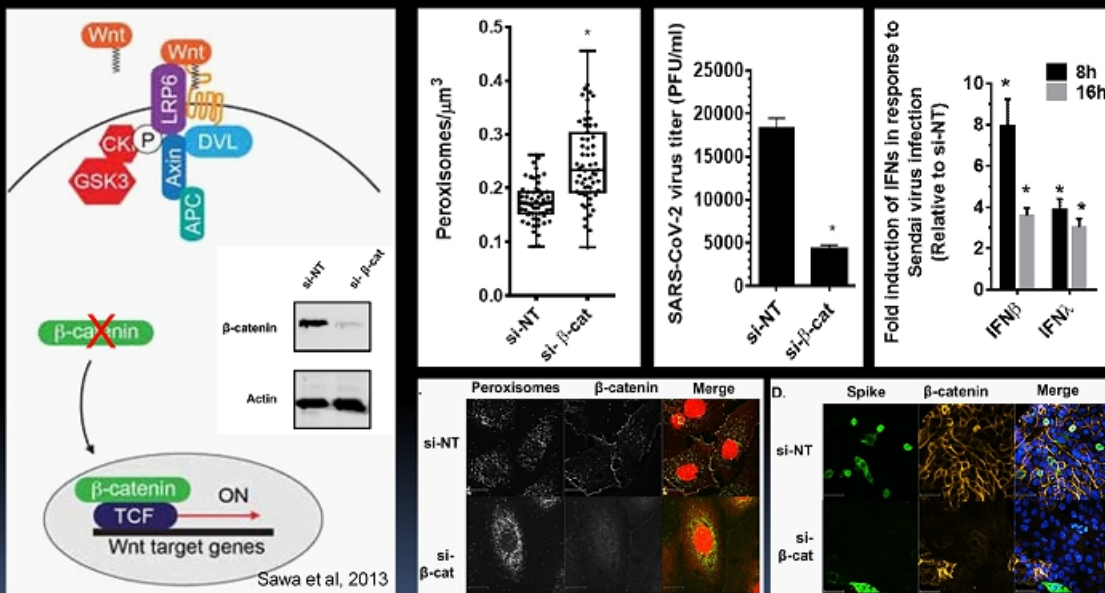 Wnt
Wnt
LRP6
P
DVL
GSK3
Axin
APC
β-catenin
β-catenin
TCF
ON
Wnt target genes
Sawa et al, 2013
si-NT
si- β-cat
β-catenin
Actin
Peroxisomes/µm³
0.5
0.4
0.3
0.2
0.1
0.0
*
si-NT
si- β-cat
SARS-CoV-2 virus titer (PFU/ml)
25000
20000
15000
10000
5000
0
*
si-NT
si-β-cat
Fold induction of IFNs in response to
Sendai virus infection
(Relative to si-NT)
10
8
6
4
2
0
* * * *
8h
16h
IFNβ
IFNλ
Peroxisomes β-catenin Merge
si-NT
si-
β-cat
D.
Spike β-catenin Merge
si-NT
si-
β-cat